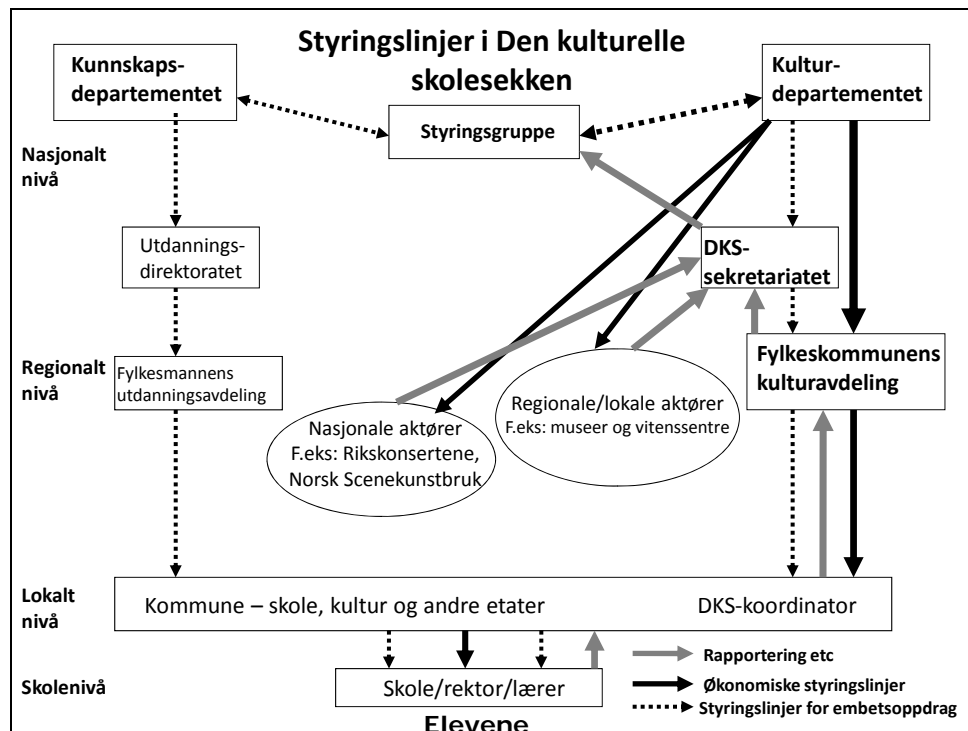 Styringslinjer i Den kulturelle
skolesekken
Kunnskaps-
departementet
Kultur-
departementet
Styringsgruppe
Nasjonalt
nivå
Utdannings-
direktoratet
DKS-
sekretariatet
Regionalt
nivå
Fylkesmannens
utdanningsavdeling
Fylkeskommunens
kulturavdeling
Regionale/lokale aktører
F.eks: museer og vitenssentre
Nasjonale aktører
F.eks: Rikskonsertene,
Norsk Scenekunstbruk
Lokalt
nivå
Kommune – skole, kultur og andre etater
DKS-koordinator
Skolenivå
Skole/rektor/lærer
Elevene
Rapportering etc
Økonomiske styringslinjer
Styringslinjer for embetsoppdrag